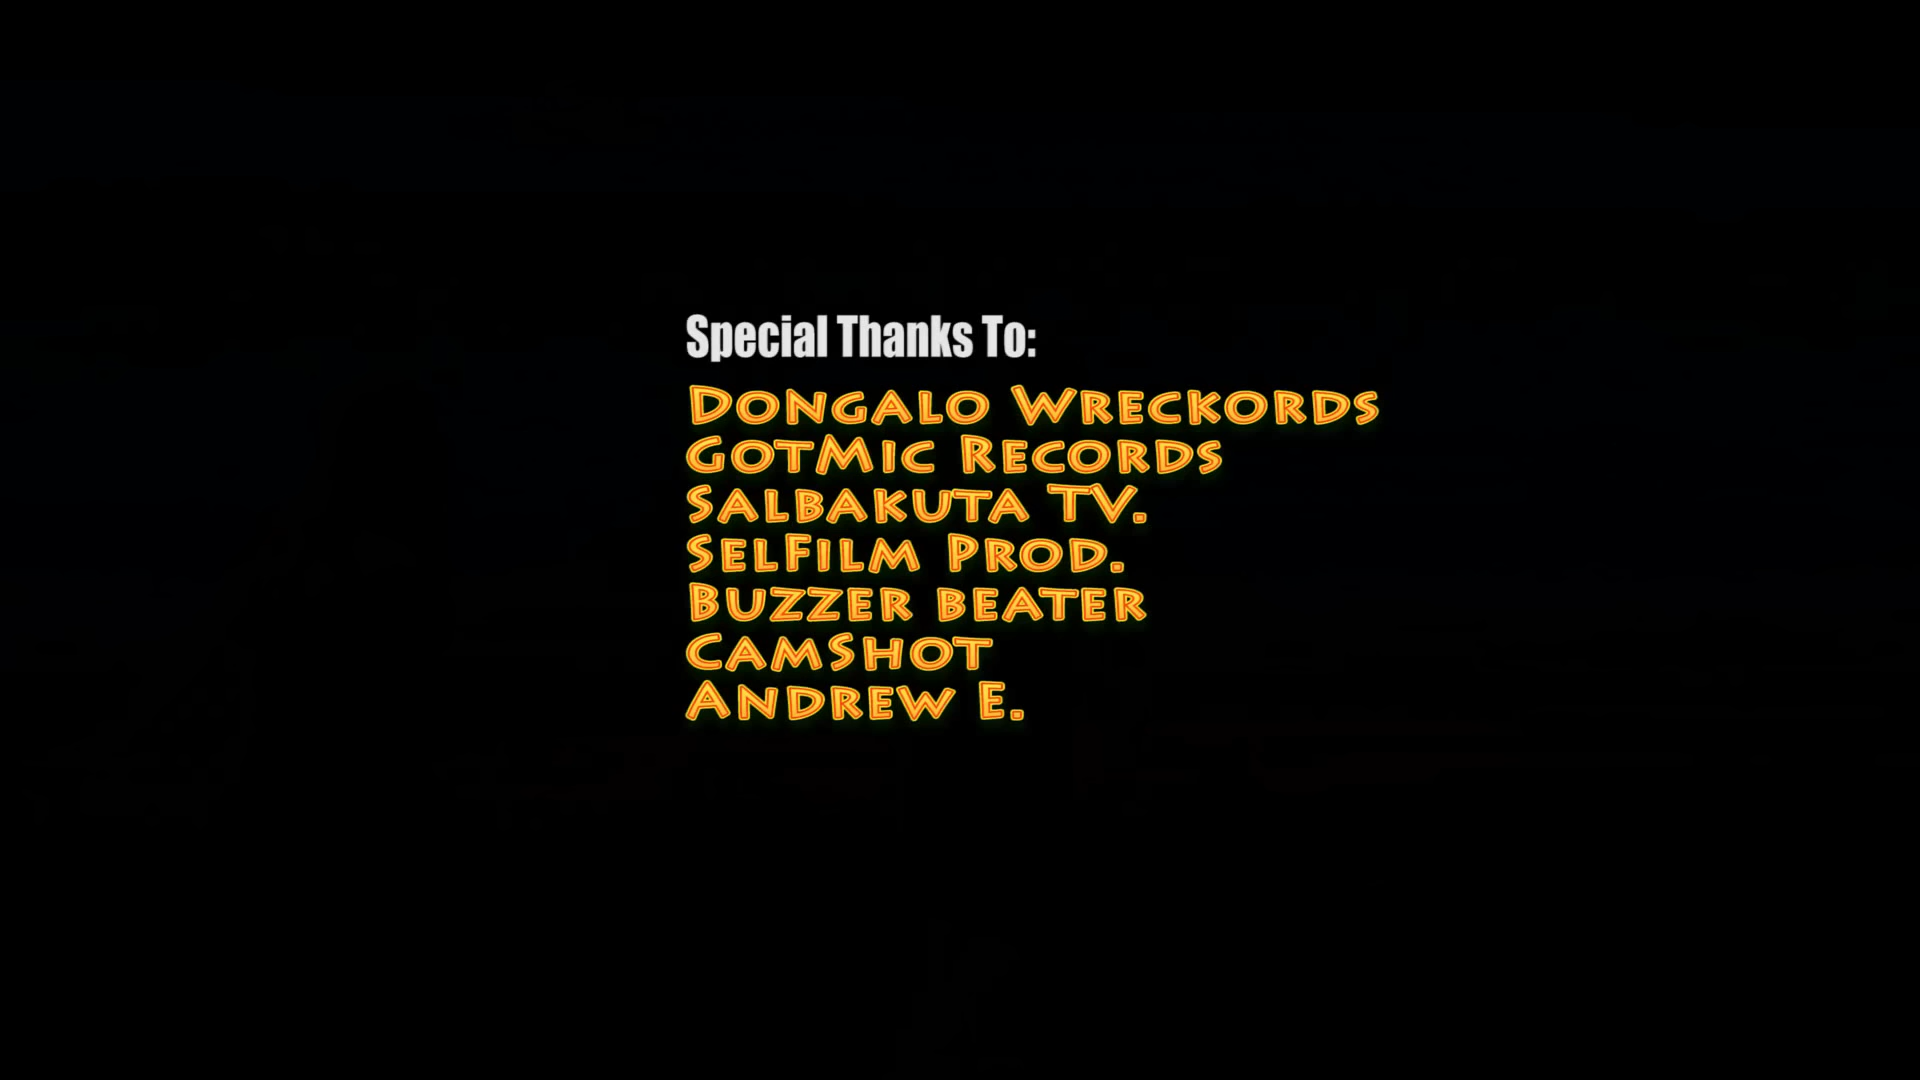 Special Thanks To:
Dongalo Wreckords
GotMic Records
Salbakuta TV.
SelFilm Prod.
Buzzer beater
CamShot
Andrew E.